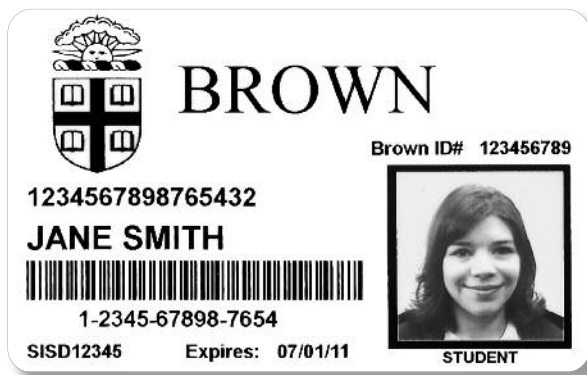 BROWN
Brown ID# 123456789
1234567898765432
JANE SMITH
1-2345-67898-7654
SISD12345 Expires: 07/01/11
STUDENT